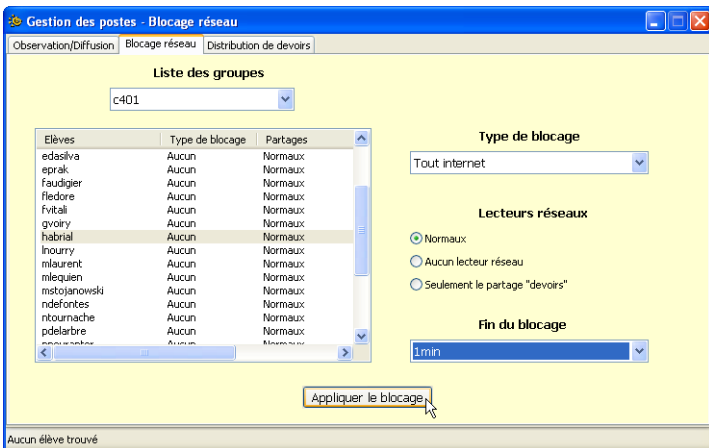 Gestion des postes - Blocage réseau
Observation/Diffusion Blocage réseau Distribution de devoirs
Liste des groupes
c401
Elèves Type de blocage Partages
edasilva Aucun Normaux
eprak Aucun Normaux
faudigier Aucun Normaux
fledore Aucun Normaux
fvitali Aucun Normaux
gvoiry Aucun Normaux
habrial Aucun Normaux
lnourry Aucun Normaux
mlaurent Aucun Normaux
mlequien Aucun Normaux
mstojanowski Aucun Normaux
ndefontes Aucun Normaux
ntournache Aucun Normaux
pdelarbre Aucun Normaux
Aucun Normaux
Type de blocage
Tout internet
Lecteurs réseaux
Normaux
Aucun lecteur réseau
Seulement le partage "devoirs"
Fin du blocage
1min
Appliquer le blocage
Aucun élève trouvé